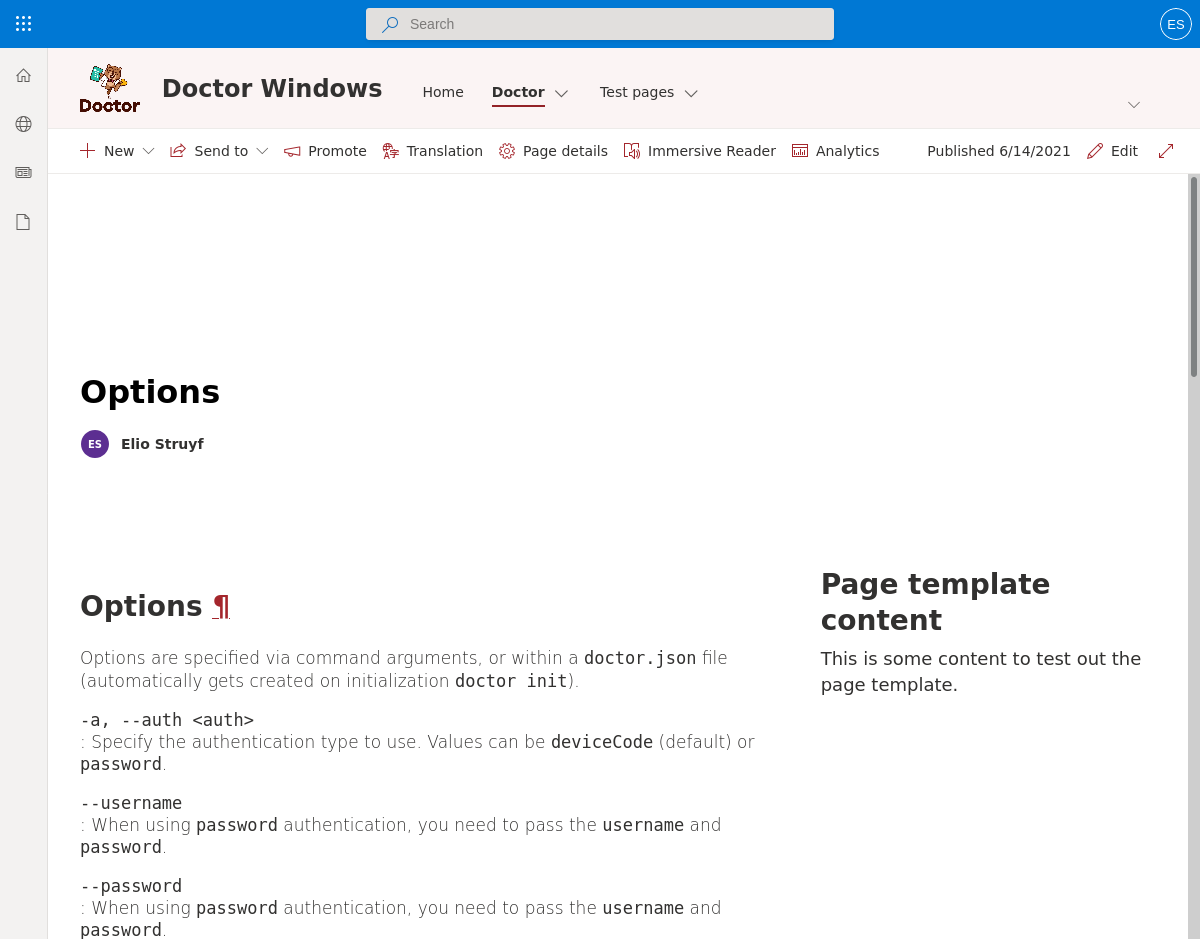 Search
ES
Doctor
Doctor Windows
Home
Doctor
Test pages
New
Send to
Promote
Translation
Page details
Immersive Reader
Analytics
Published 6/14/2021
Edit
Options
ES
Elio Struyf
Options ¶
Options are specified via command arguments, or within a doctor.json file
(automatically gets created on initialization doctor init).
-a, --auth <auth>
: Specify the authentication type to use. Values can be deviceCode (default) or
password.
--username
: When using password authentication, you need to pass the username and
password.
--password
: When using password authentication, you need to pass the username and
password.
Page template
content
This is some content to test out the
page template.